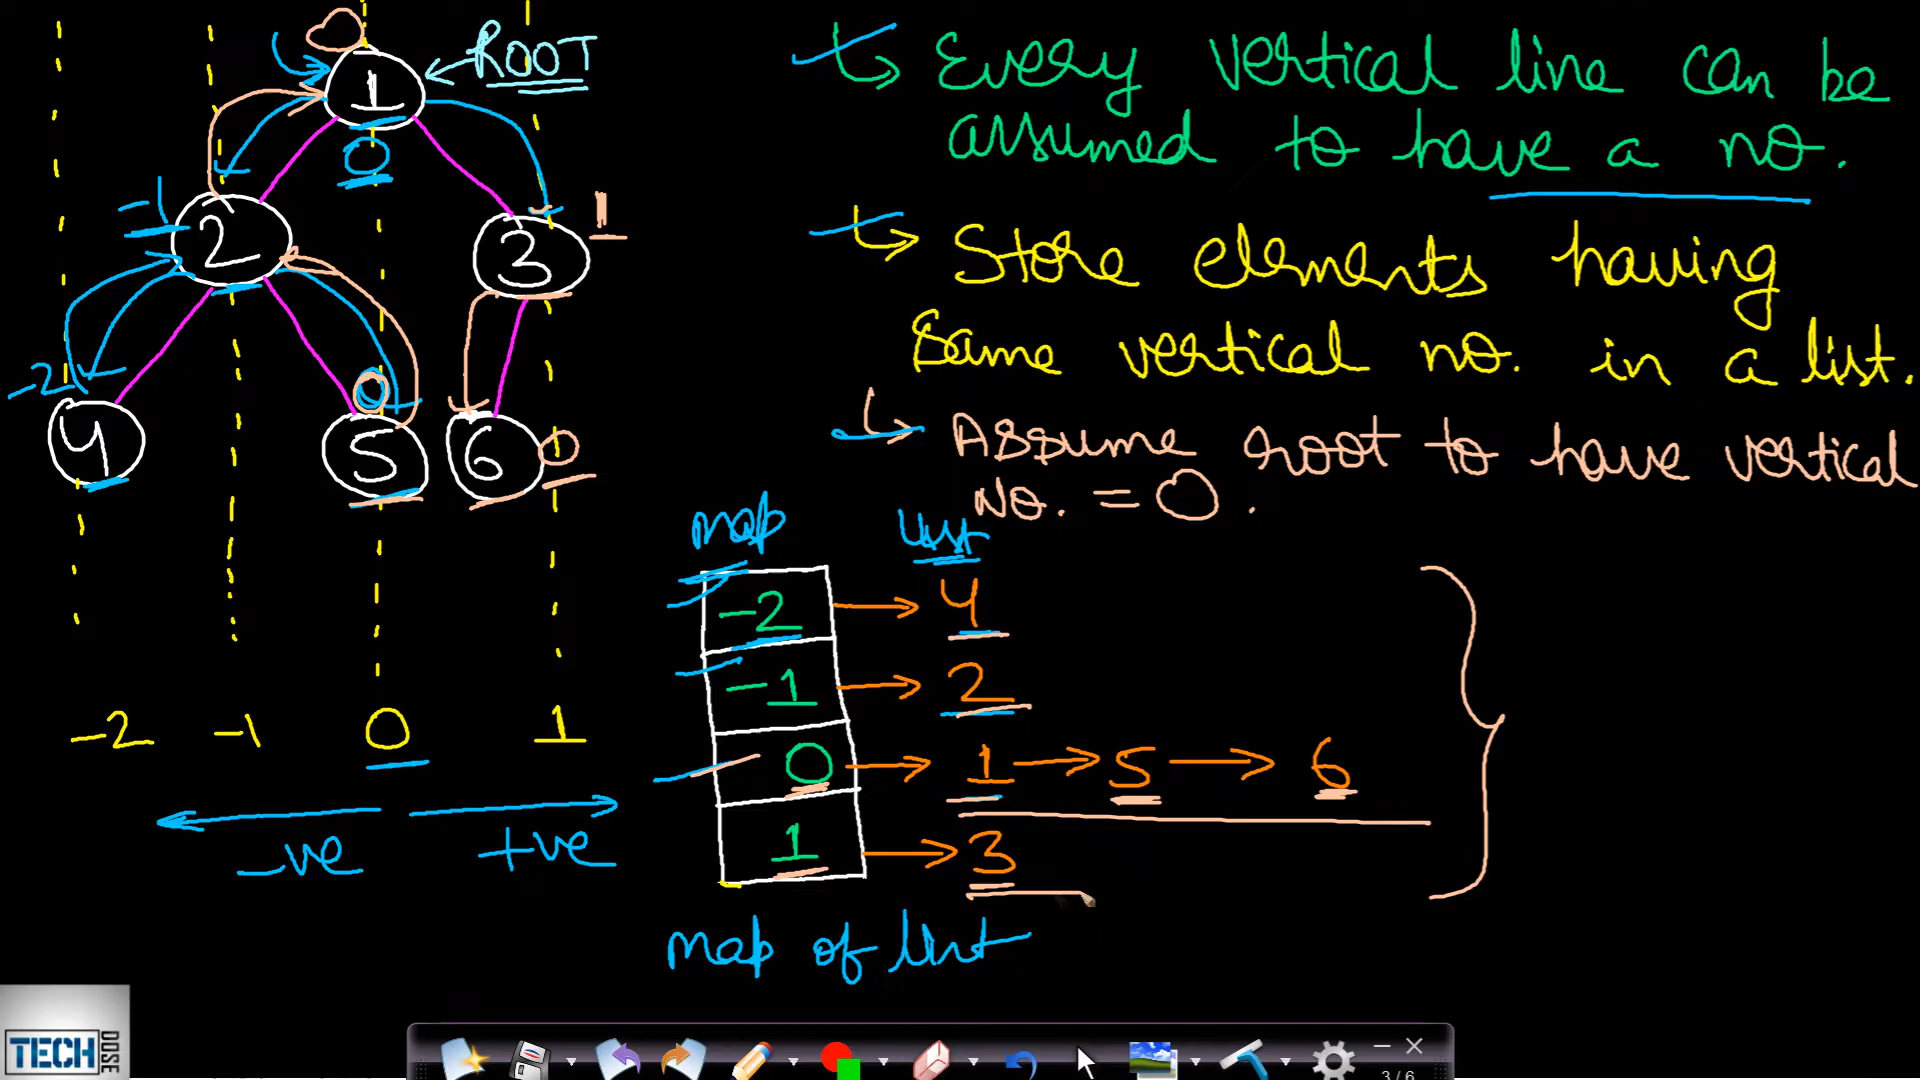 ROOT
1
0
2
-1
3
1
4
-2
5
0
6
0
-2 -1 0 1
-ve +ve
Every vertical line can be
assumed to have a no.
Store elements having
same vertical no. in a list.
Assume root to have vertical
No. = 0.
map list
-2 → 4
-1 → 2
0 → 1 → 5 → 6
1 → 3
map of list
TECH DOSE
3 / 6